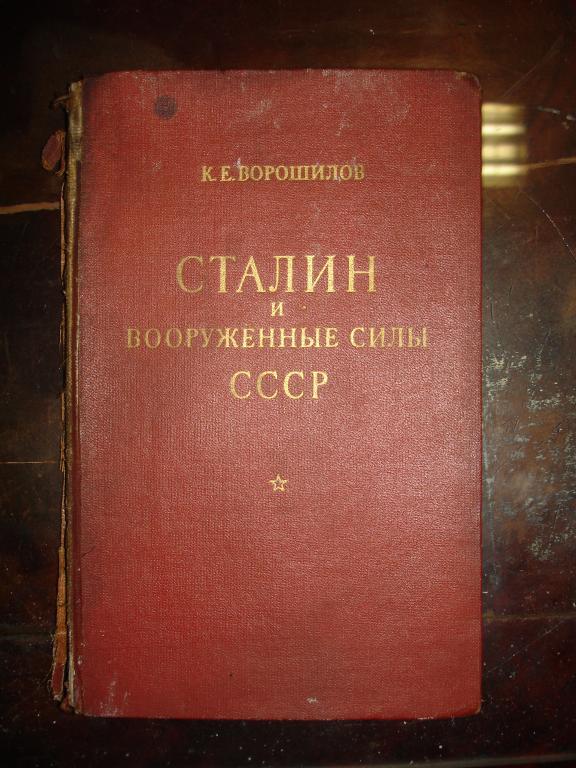 К. Е. ВОРОШИЛОВ
СТАЛИН
И
ВООРУЖЕННЫЕ СИЛЫ
СССР